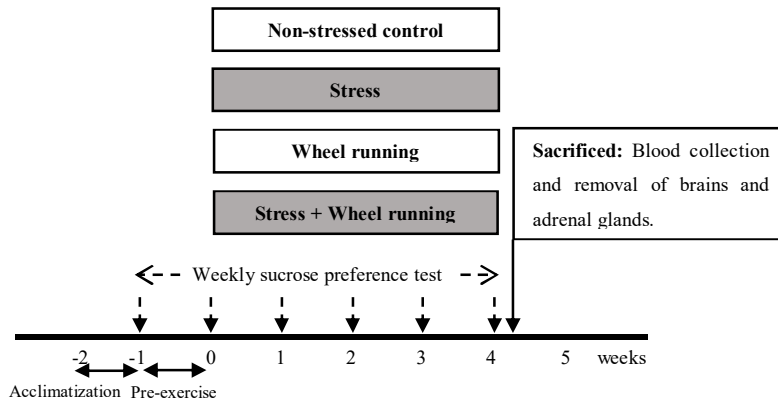 Non-stressed control
Stress
Wheel running
Stress + Wheel running
Sacrificed: Blood collection
and removal of brains and
adrenal glands.
Weekly sucrose preference test
-2 -1 0 1 2 3 4 5 weeks
Acclimatization Pre-exercise